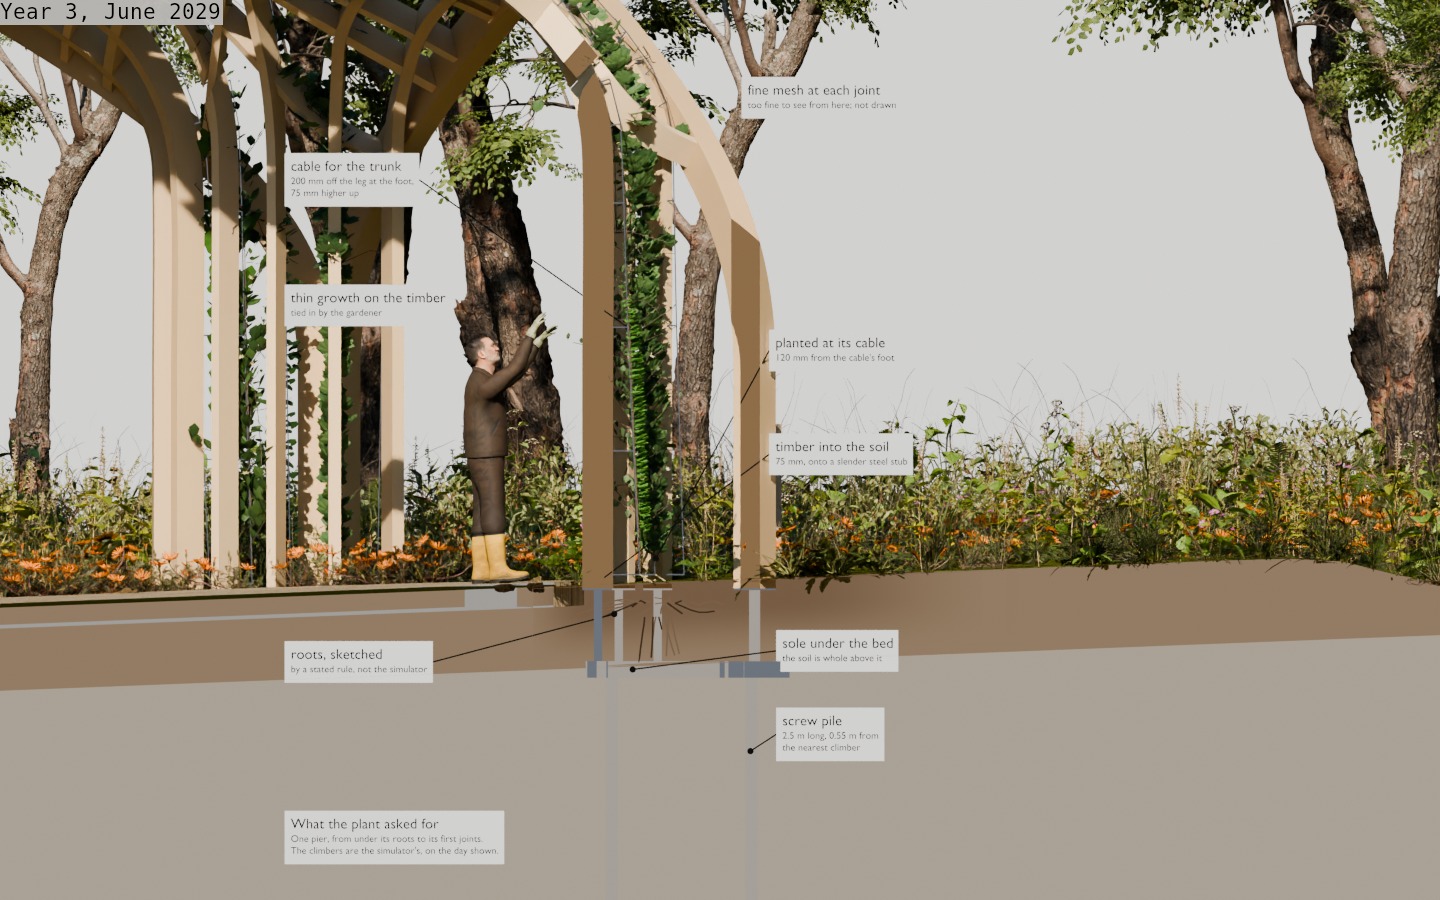 Year 3, June 2029
fine mesh at each joint
too fine to see from here; not drawn
cable for the trunk
200 mm off the leg at the foot,
75 mm higher up
thin growth on the timber
tied in by the gardener
planted at its cable
120 mm from the cable's foot
timber into the soil
75 mm, onto a slender steel stub
roots, sketched
by a stated rule, not the simulator
sole under the bed
the soil is whole above it
screw pile
2.5 m long, 0.55 m from
the nearest climber
What the plant asked for
One pier, from under its roots to its first joints.
The climbers are the simulator's, on the day shown.